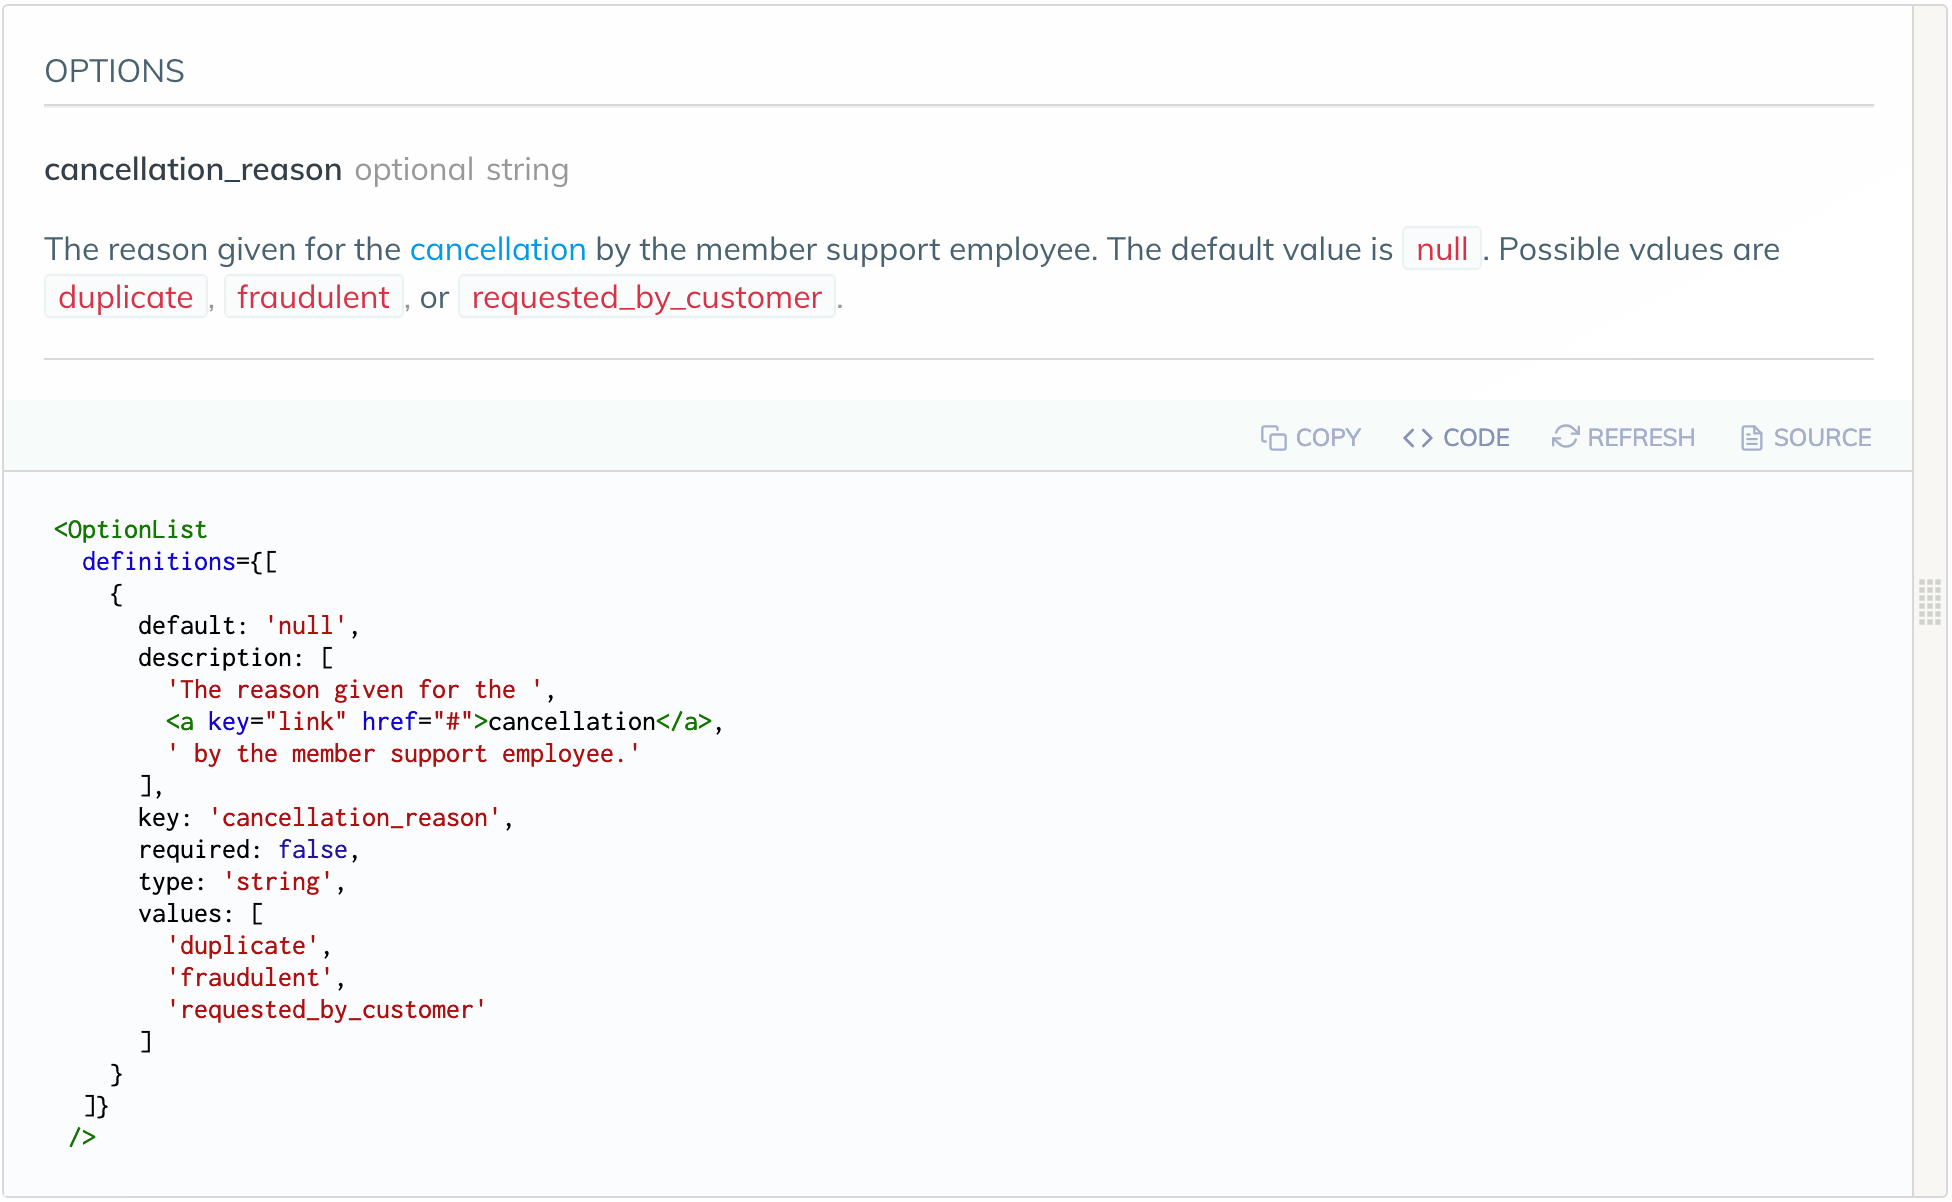 OPTIONS
cancellation_reason optional string
The reason given for the cancellation by the member support employee. The default value is null. Possible values are
duplicate, fraudulent, or requested_by_customer.
COPY <> CODE REFRESH SOURCE
<OptionList
  definitions={[
    {
      default: 'null',
      description: [
        'The reason given for the ',
        <a key="link" href="#">cancellation</a>,
        ' by the member support employee.'
      ],
      key: 'cancellation_reason',
      required: false,
      type: 'string',
      values: [
        'duplicate',
        'fraudulent',
        'requested_by_customer'
      ]
    }
  ]}
 />